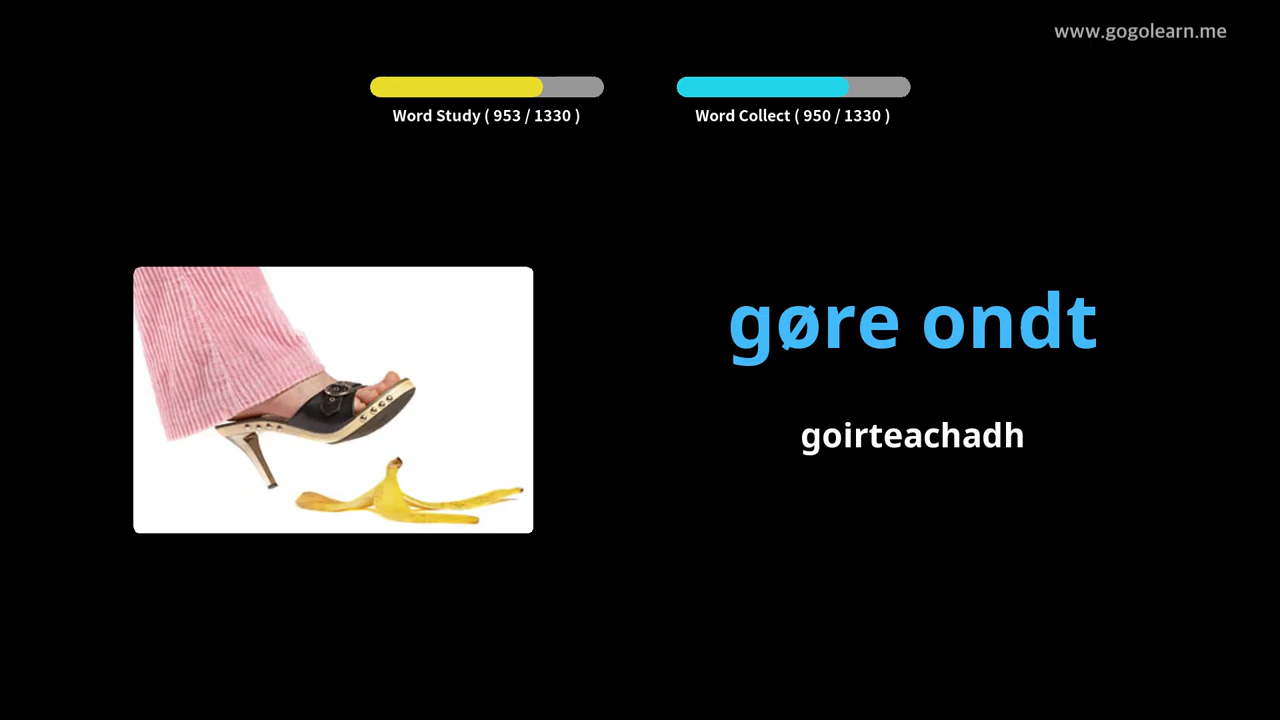 www.gogolearn.me
Word Study ( 953 / 1330 )
Word Collect ( 950 / 1330 )
gøre ondt
goirteachadh